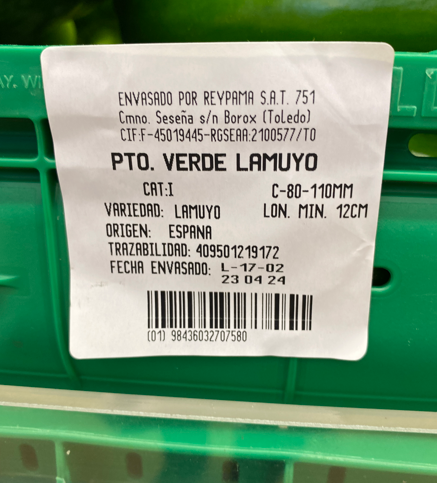 ENVASADO POR REYPAMA S.A.T. 751
Cmno. Seseña s/n Borox (Toledo)
CIF:F-45019445-RGSEAA:2100577/TO
PTO. VERDE LAMUYO
CAT:I C-80-110MM
VARIEDAD: LAMUYO LON. MIN. 12CM
ORIGEN: ESPAÑA
TRAZABILIDAD: 409501219172
FECHA ENVASADO: L-17-02
23 04 24
(01) 98436032707580